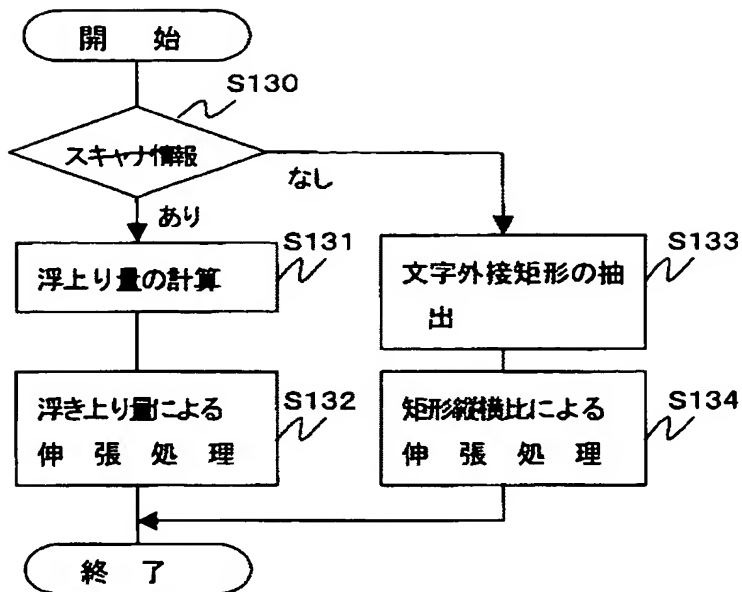 開　始
S130
スキャナ情報
なし
あり
S131
浮上り量の計算
S133
文字外接矩形の抽
出
S132
浮き上り量による
伸　張　処　理
S134
矩形縦横比による
伸　張　処　理
終　了